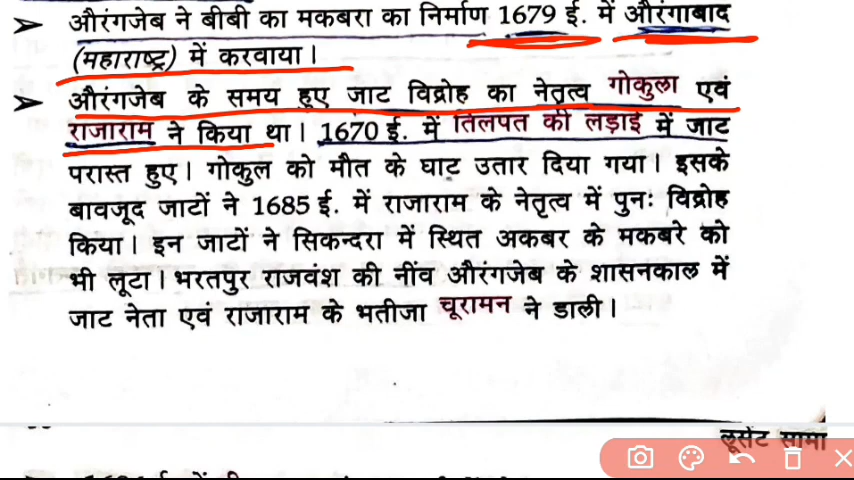 ➤ औरंगजेब ने बीबी का मकबरा का निर्माण 1679 ई. में औरंगाबाद
(महाराष्ट्र) में करवाया।
➤ औरंगजेब के समय हुए जाट विद्रोह का नेतृत्व गोकुला एवं
राजाराम ने किया था। 1670 ई. में तिलपत की लड़ाई में जाट
परास्त हुए। गोकुल को मौत के घाट उतार दिया गया। इसके
बावजूद जाटों ने 1685 ई. में राजाराम के नेतृत्व में पुनः विद्रोह
किया। इन जाटों ने सिकन्दरा में स्थित अकबर के मकबरे को
भी लूटा। भरतपुर राजवंश की नींव औरंगजेब के शासनकाल में
जाट नेता एवं राजाराम के भतीजा चूरामन ने डाली।
लूसेंट सामा